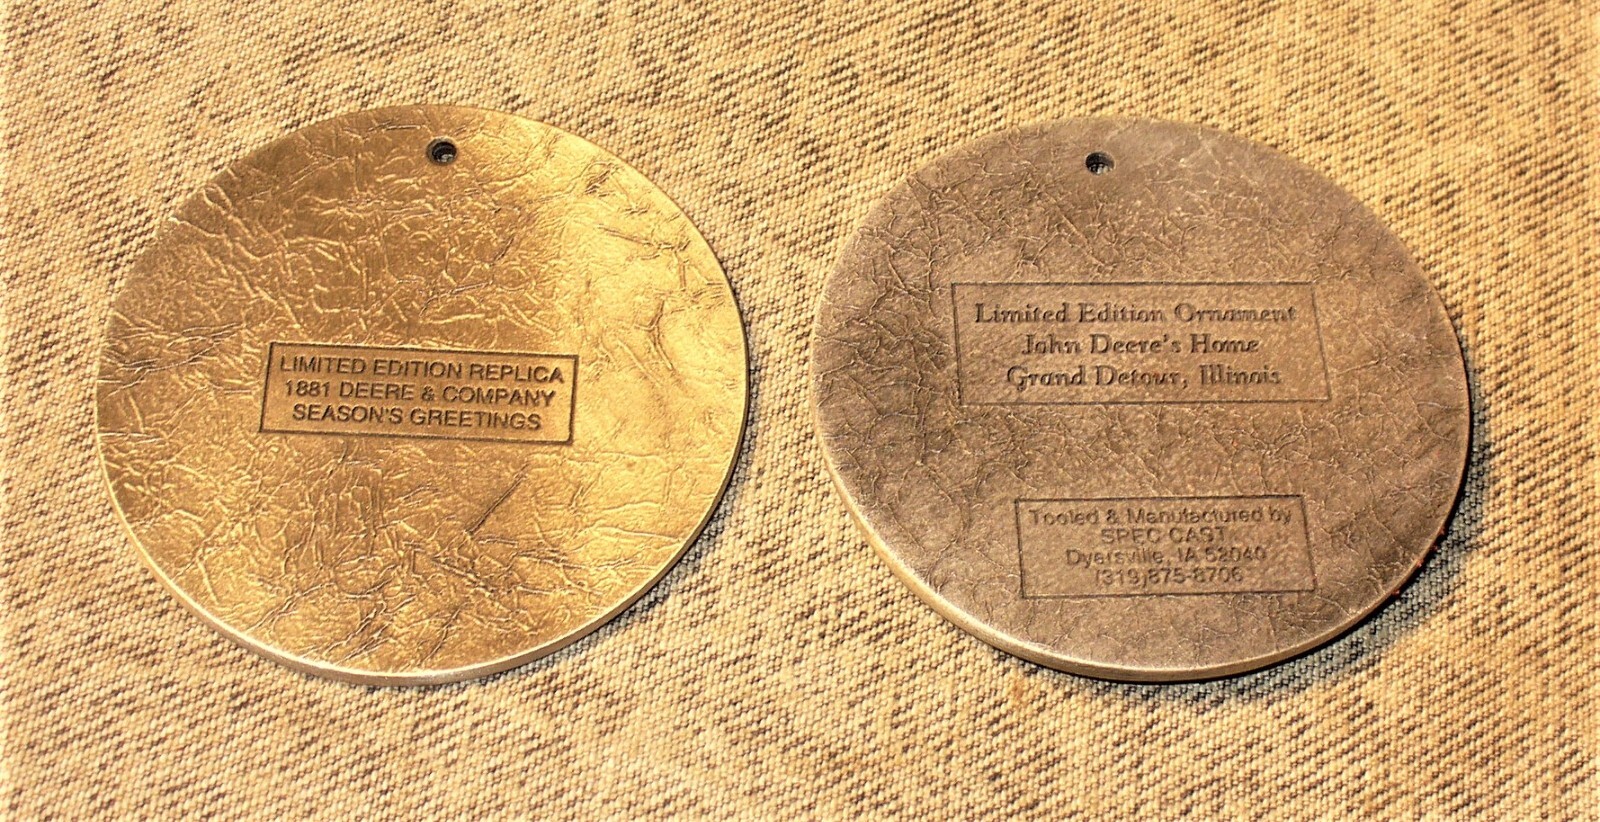 LIMITED EDITION REPLICA
1881 DEERE & COMPANY
SEASON'S GREETINGS
Limited Edition Ornament
John Deere's Home
Grand Detour, Illinois
Tooled & Manufactured by
SPEC CAST
Dyersville, IA 52040
(319)875-8706